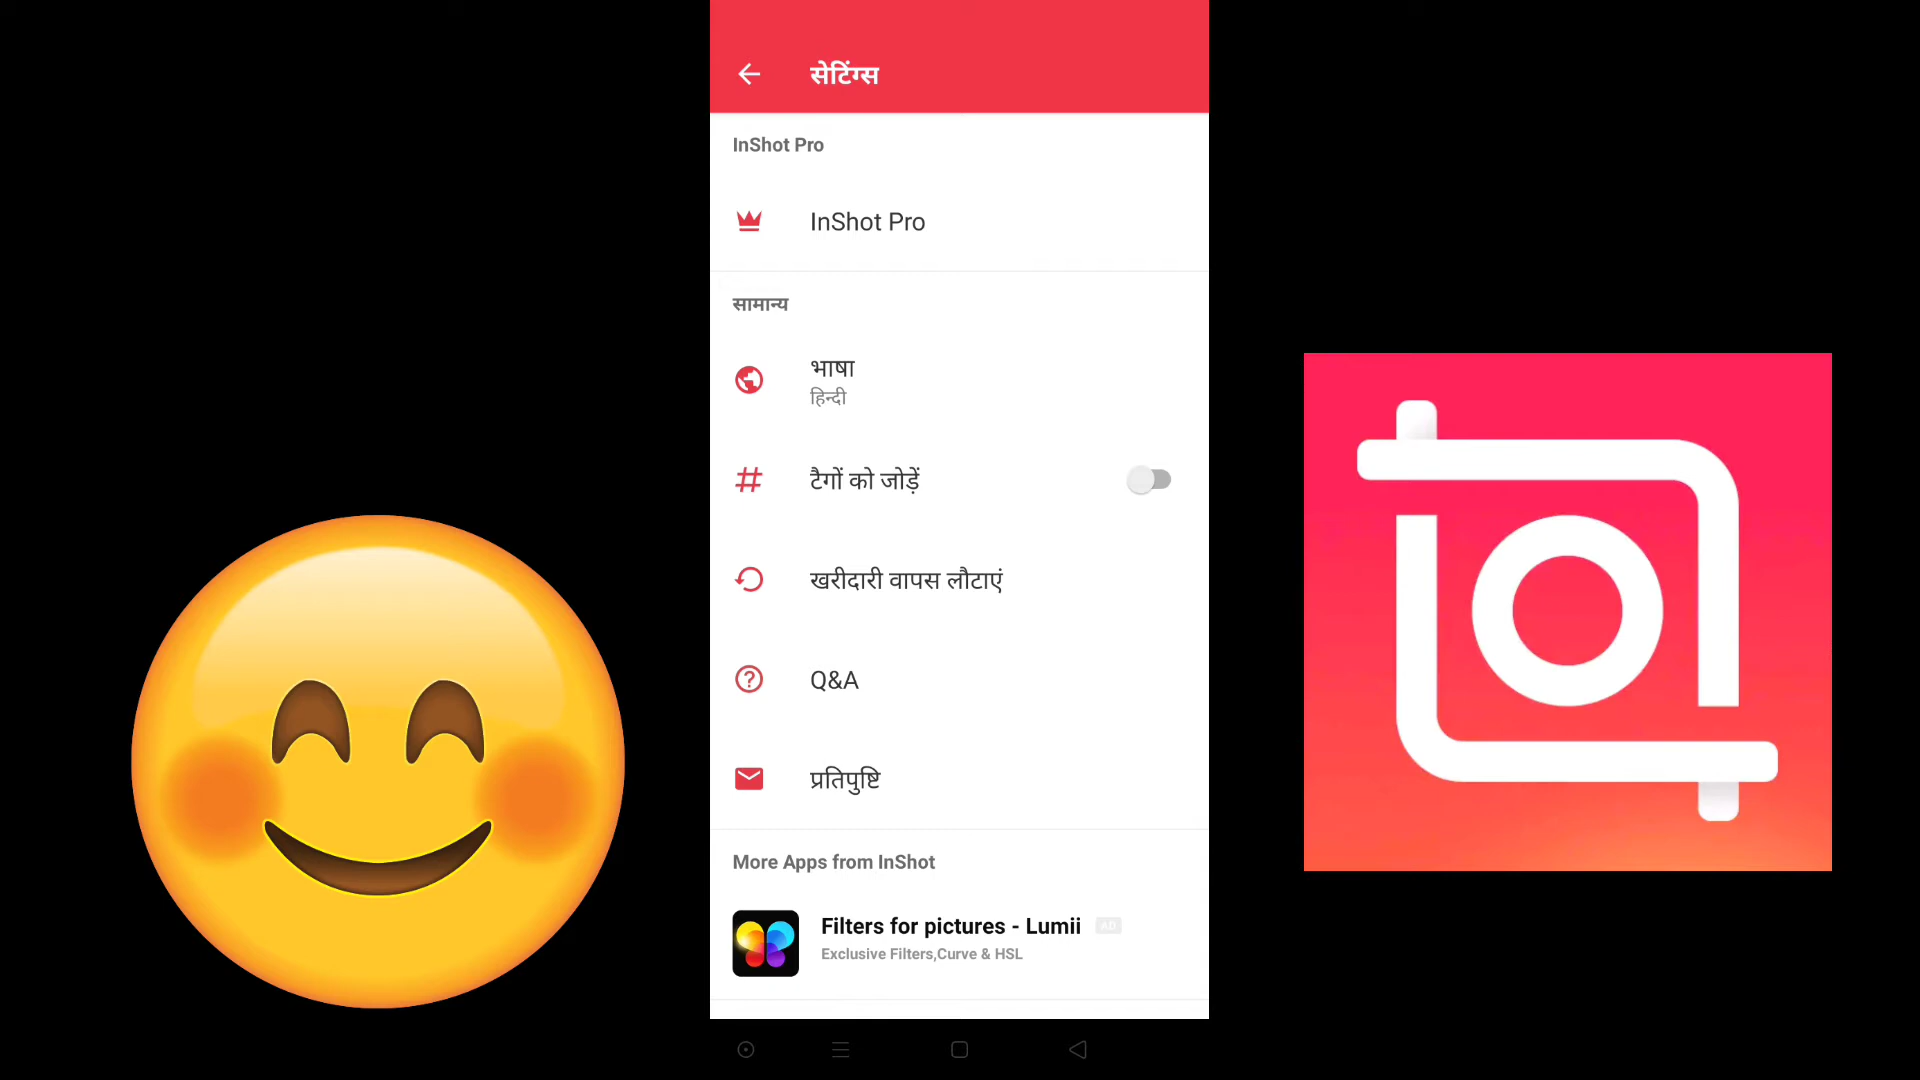 सेटिंग्स
InShot Pro
InShot Pro
सामान्य
भाषा
हिन्दी
टैगों को जोड़ें
खरीदारी वापस लौटाएं
Q&A
प्रतिपुष्टि
More Apps from InShot
Filters for pictures - Lumii AD
Exclusive Filters,Curve & HSL